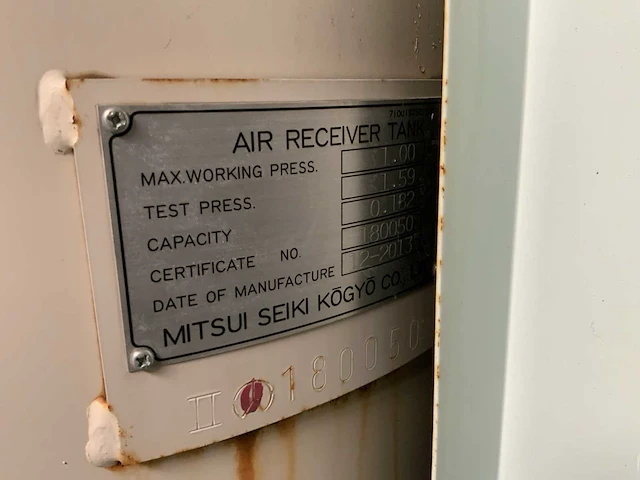 AIR RECEIVER TANK
MAX. WORKING PRESS. 1.00
TEST PRESS. 1.59
CAPACITY 0.182
CERTIFICATE NO. 180050
DATE OF MANUFACTURE 12-2013
MITSUI SEIKI KŌGYŌ CO.,
II 180050